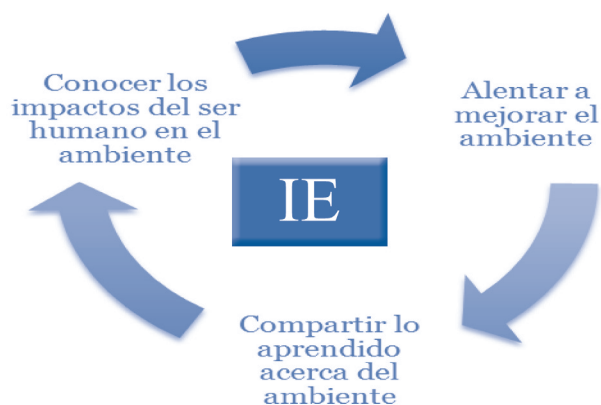 Conocer los
impactos del ser
humano en el
ambiente
Alentar a
mejorar el
ambiente
IE
Compartir lo
aprendido
acerca del
ambiente